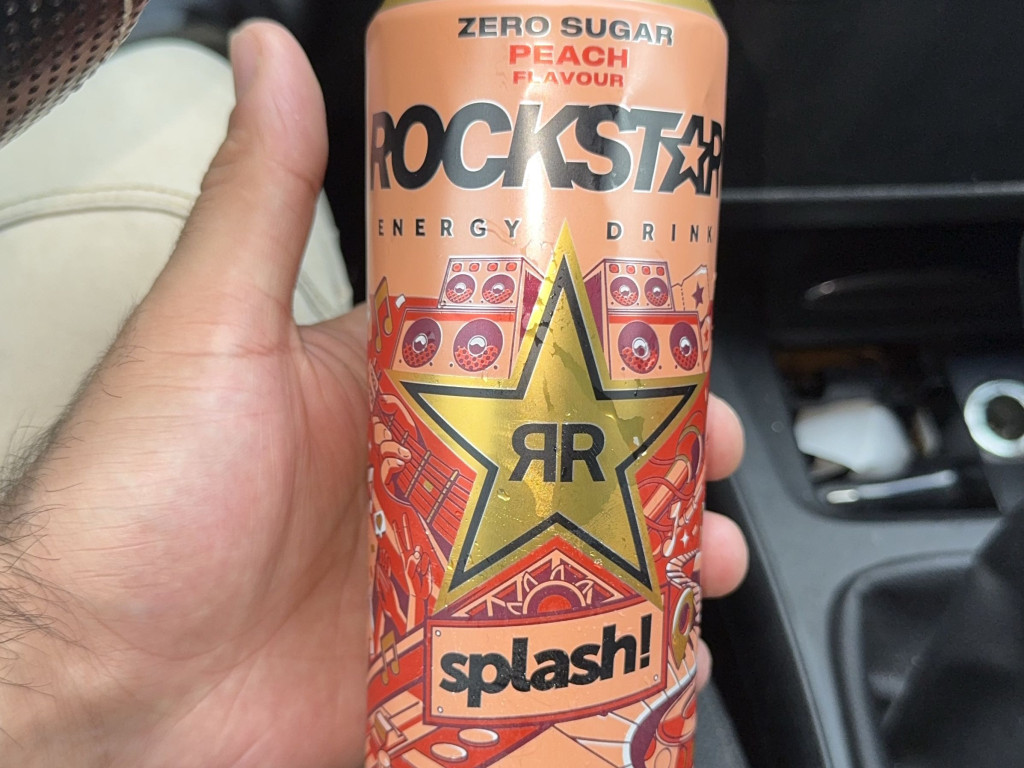 ZERO SUGAR
PEACH
FLAVOUR
ROCKSTAR
ENERGY DRINK
RR
splash!